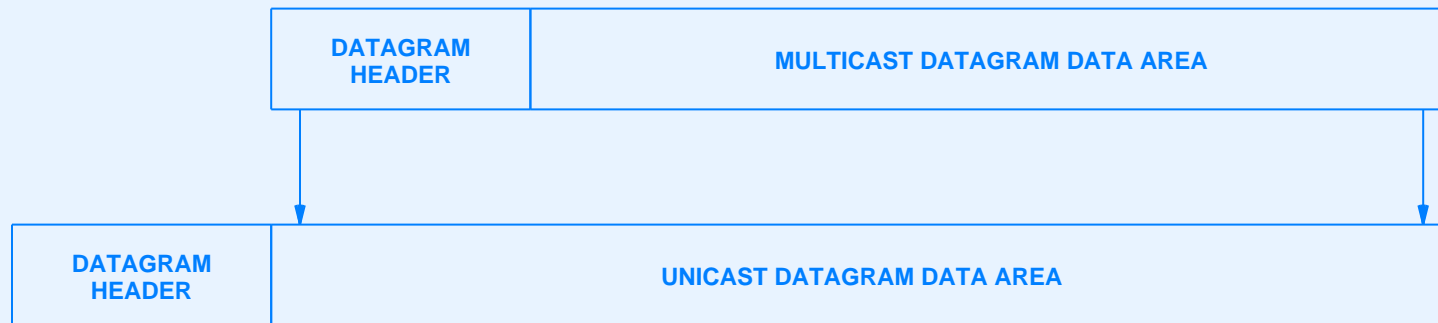 DATAGRAM
HEADER
MULTICAST DATAGRAM DATA AREA
DATAGRAM
HEADER
UNICAST DATAGRAM DATA AREA